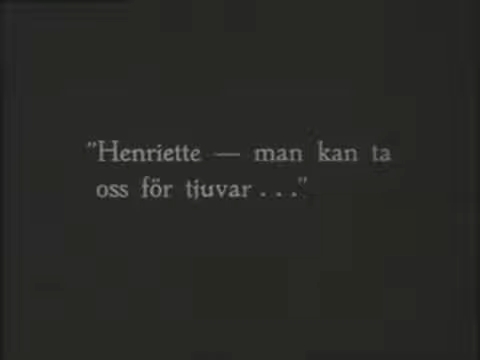 "Henriette — man kan ta
oss för tjuvar . . ."